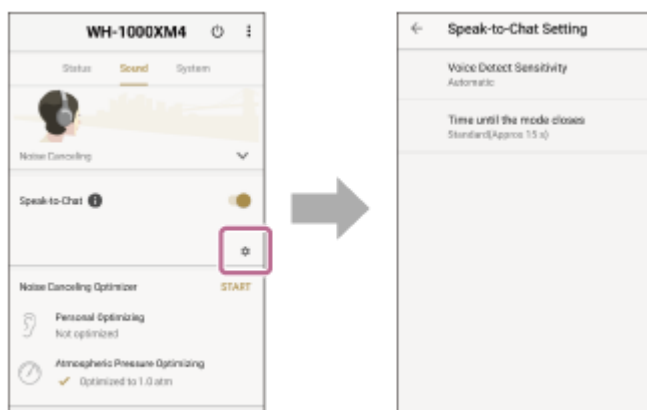 WH-1000XM4
Status Sound System
Noise Canceling
Speak-to-Chat
Noise Canceling Optimizer START
Personal Optimizing
Not optimized
Atmospheric Pressure Optimizing
Optimized to 1.0 atm
Speak-to-Chat Setting
Voice Detect Sensitivity
Automatic
Time until the mode closes
Standard(Approx 15 s)